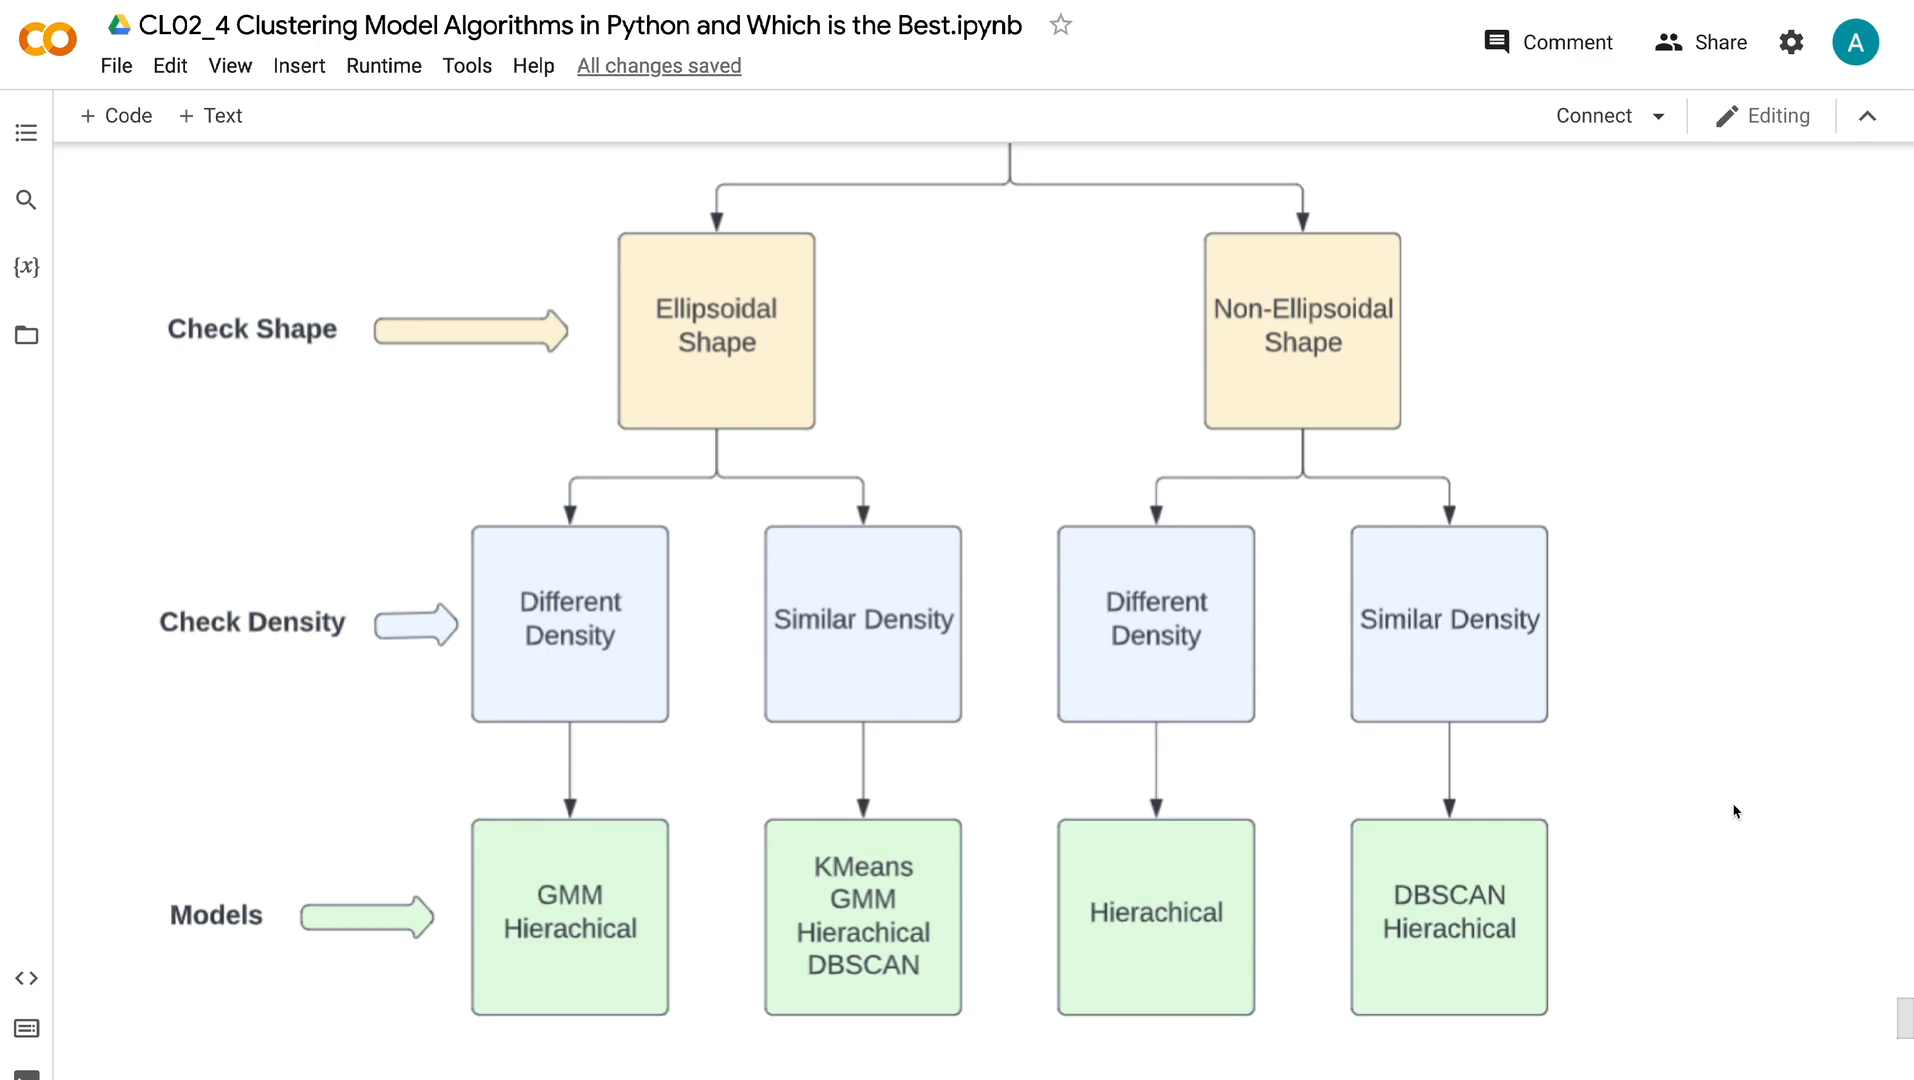 CL02_4 Clustering Model Algorithms in Python and Which is the Best.ipynb
File Edit View Insert Runtime Tools Help All changes saved
Comment Share A
+ Code + Text
Connect Editing
{x}
Ellipsoidal
Shape
Non-Ellipsoidal
Shape
Check Shape
Different
Density
Similar Density
Different
Density
Similar Density
Check Density
GMM
Hierachical
KMeans
GMM
Hierachical
DBSCAN
Hierachical
DBSCAN
Hierachical
Models